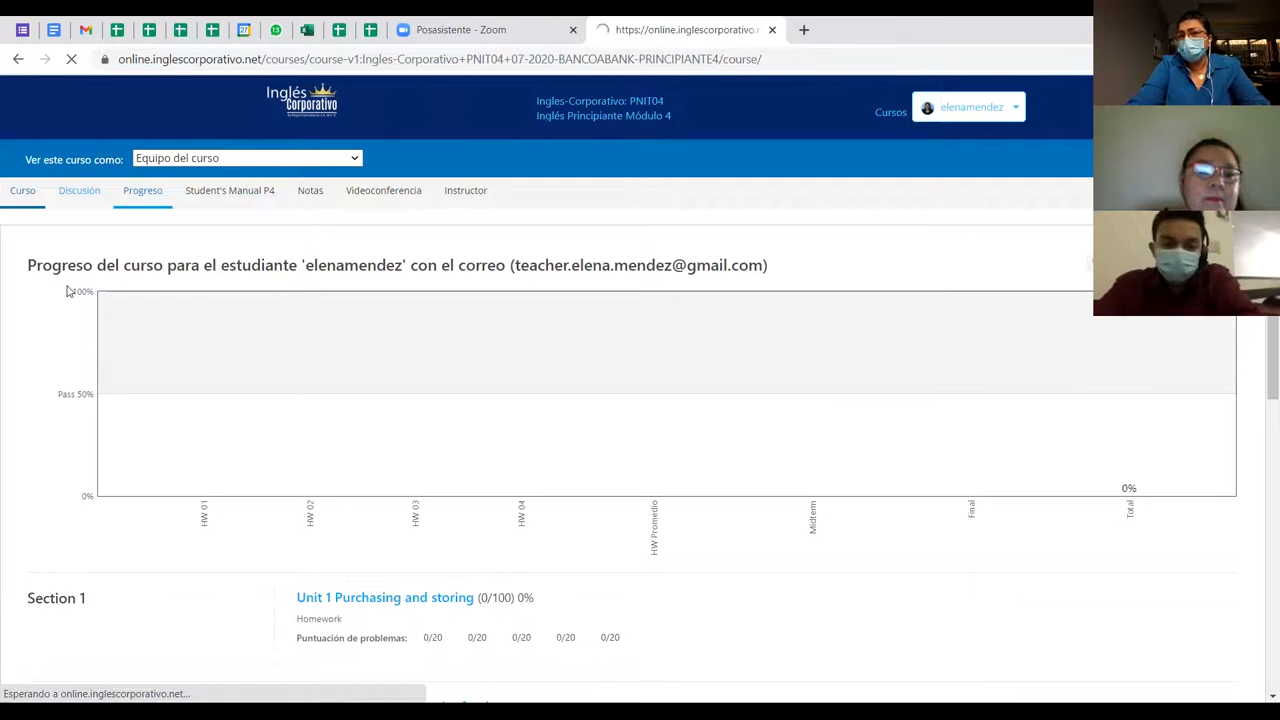 Posasistente - Zoom
https://online.inglescorporativo.r
online.inglescorporativo.net/courses/course-v1:Ingles-Corporativo+PNIT04+07-2020-BANCOABANK-PRINCIPIANTE4/course/
Inglés
Corporativo
Ingles-Corporativo: PNIT04
Inglés Principiante Módulo 4
Cursos
elenamendez
Ver este curso como:
Equipo del curso
Curso
Discusión
Progreso
Student's Manual P4
Notas
Videoconferencia
Instructor
Progreso del curso para el estudiante 'elenamendez' con el correo (teacher.elena.mendez@gmail.com)
100%
Pass 50%
0%
0%
HW 01
HW 02
HW 03
HW 04
HW Promedio
Midterm
Final
Total
Section 1
Unit 1 Purchasing and storing (0/100) 0%
Homework
Puntuación de problemas: 0/20 0/20 0/20 0/20 0/20
Esperando a online.inglescorporativo.net...